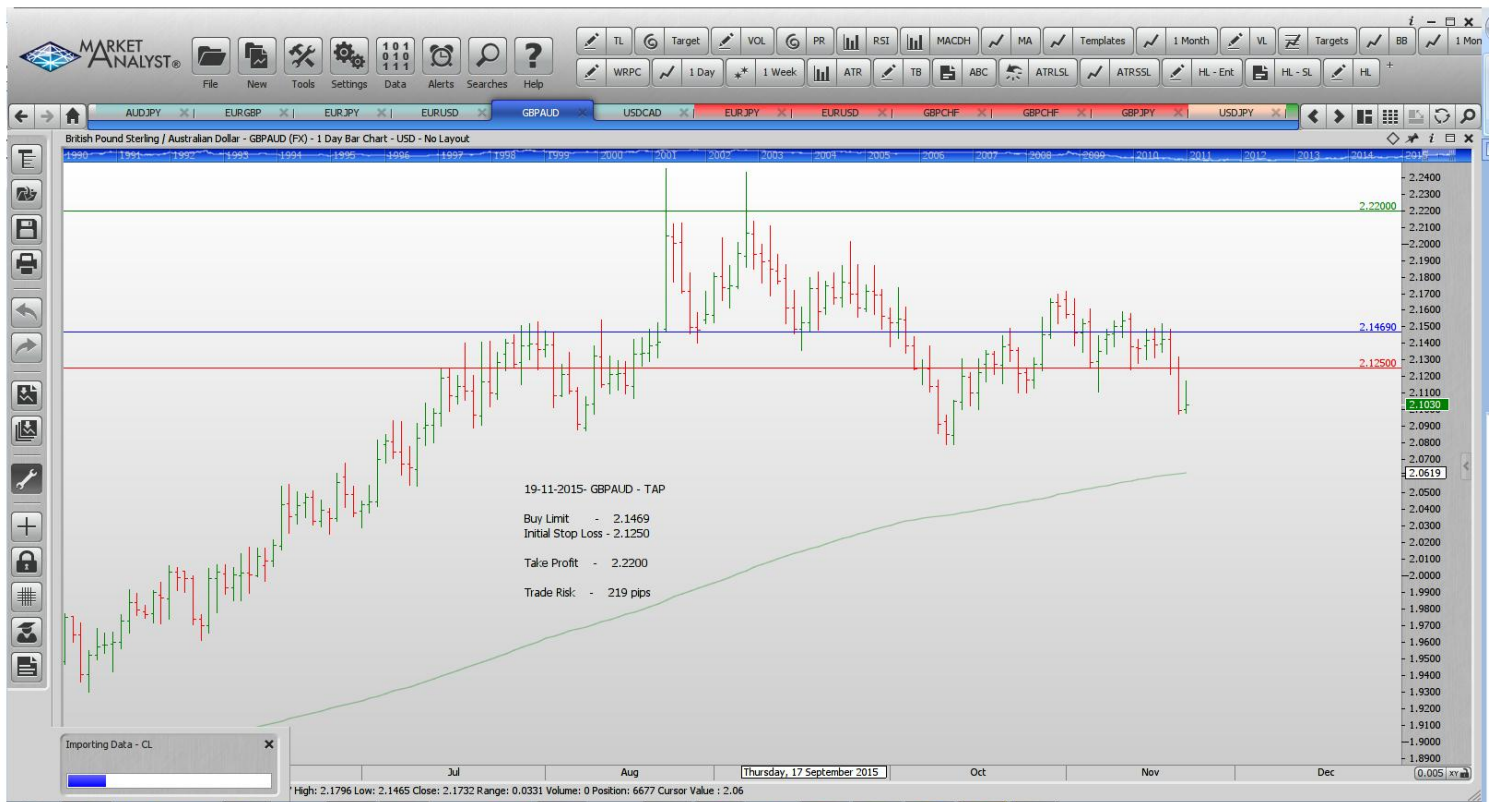 i
MARKET ANALYST®
File New Tools Settings Data Alerts Searches Help
TL Target VOL PR RSI MACDH MA Templates 1 Month VL Targets BB 1 Mon
WRPC 1 Day 1 Week ATR TB ABC ATRLSL ATRSSL HL - Ent HL - SL HL +
AUDJPY EURGBP EURJPY EURUSD GBPAUD USDCAD EURJPY EURUSD GBPCHF GBPCHF GBPJPY USDJPY
British Pound Sterling / Australian Dollar - GBPAUD (FX) - 1 Day Bar Chart - USD - No Layout
1990 1991 1992 1993 1994 1995 1996 1997 1998 1999 2000 2001 2002 2003 2004 2005 2006 2007 2008 2009 2010 2011 2012 2013 2014 2015
2.2400
2.2300
2.22000 2.2200
2.2100
2.2000
2.1900
2.1800
2.1700
2.1600
2.14690 2.1500
2.1400
2.12500 2.1300
2.1200
2.1100
2.1030
2.0900
2.0800
2.0700
2.0619
2.0500
2.0400
2.0300
2.0200
2.0100
2.0000
1.9900
1.9800
1.9700
1.9600
1.9500
1.9400
1.9300
1.9200
1.9100
1.9000
1.8900
19-11-2015- GBPAUD - TAP
Buy Limit - 2.1469
Initial Stop Loss - 2.1250
Take Profit - 2.2200
Trade Risk - 219 pips
Importing Data - CL
Jul Aug Thursday, 17 September 2015 Oct Nov Dec 0.005 XY
High: 2.1796 Low: 2.1465 Close: 2.1732 Range: 0.0331 Volume: 0 Position: 6677 Cursor Value : 2.06